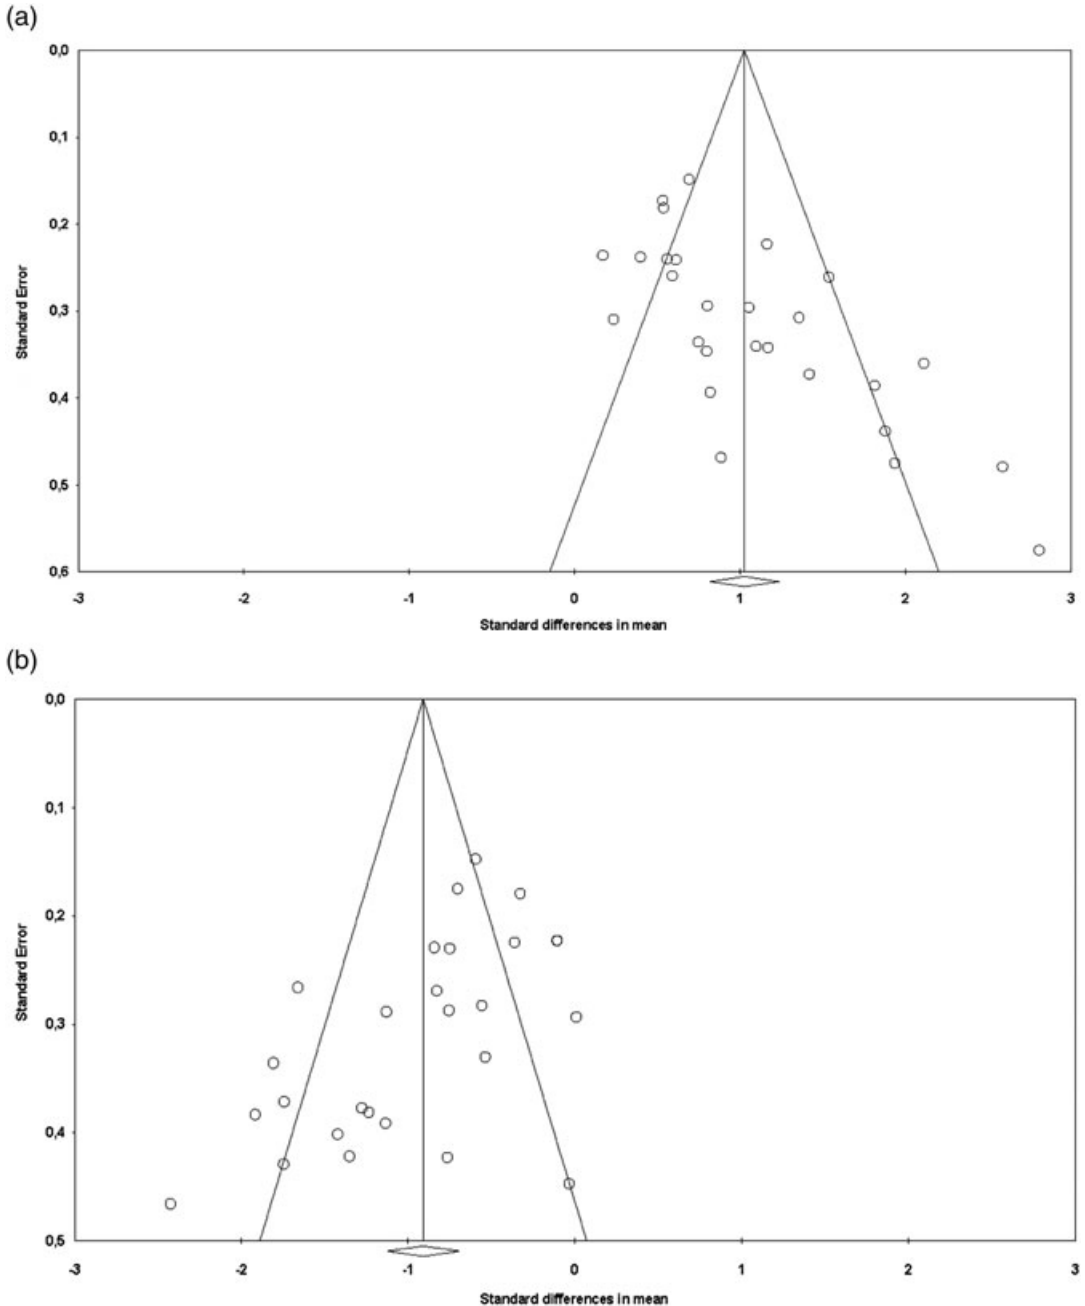 (a)
0,0
0,1
0,2
0,3
0,4
0,5
0,6
Standard Error
-3 -2 -1 0 1 2 3
Standard differences in mean
(b)
0,0
0,1
0,2
0,3
0,4
0,5
Standard Error
-3 -2 -1 0 1 2 3
Standard differences in mean